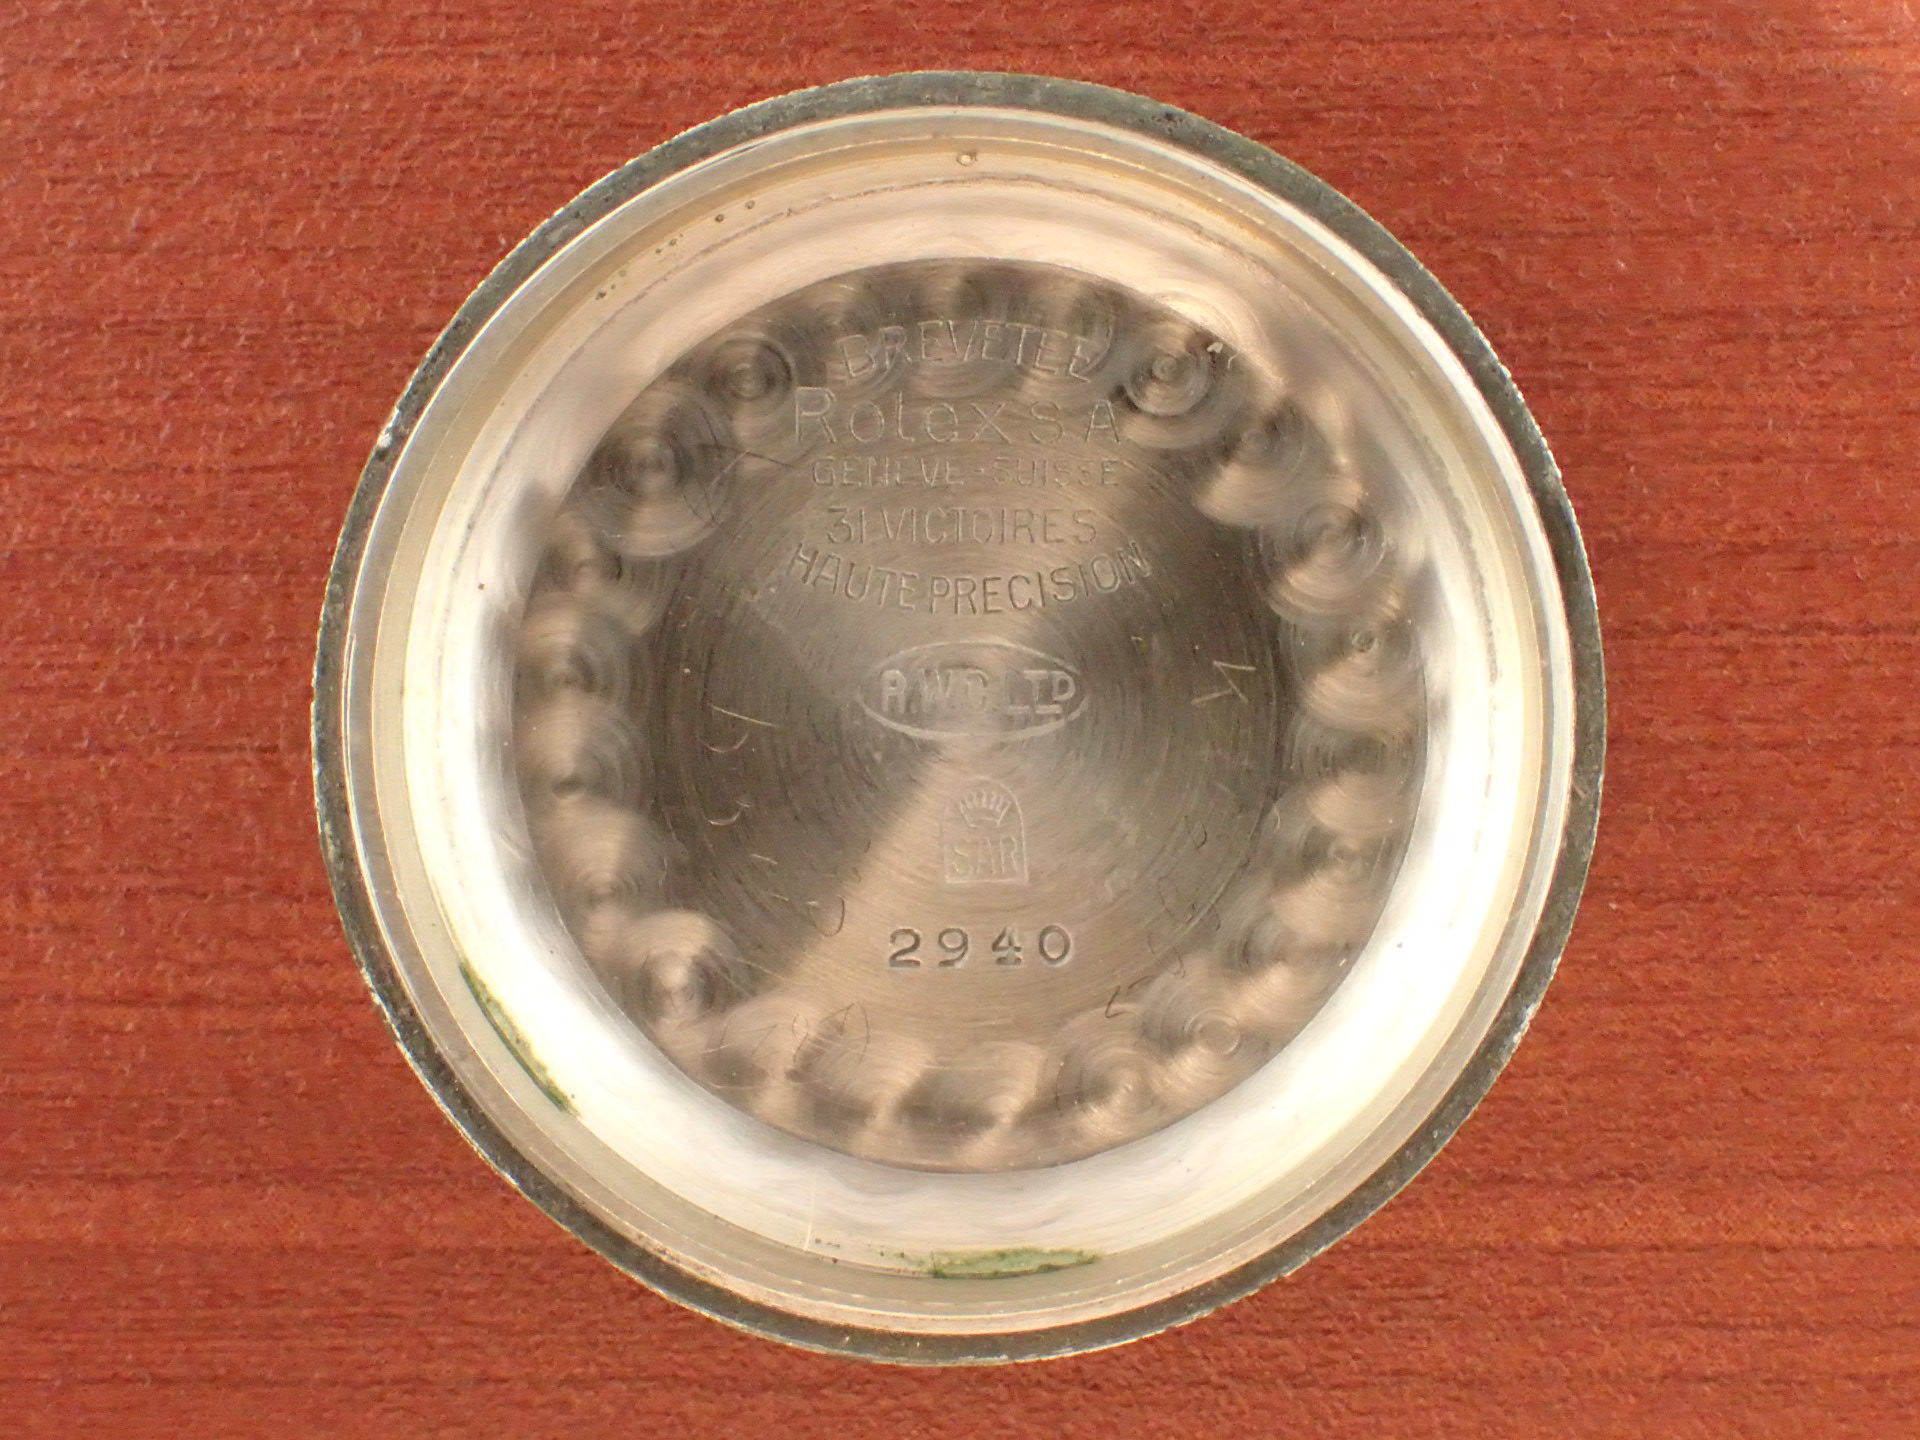 BREVETEE
Rolex S.A
GENEVE-SUISSE
31 VICTOIRES
HAUTE PRECISION
R.W.C. LTD
SAR
2940